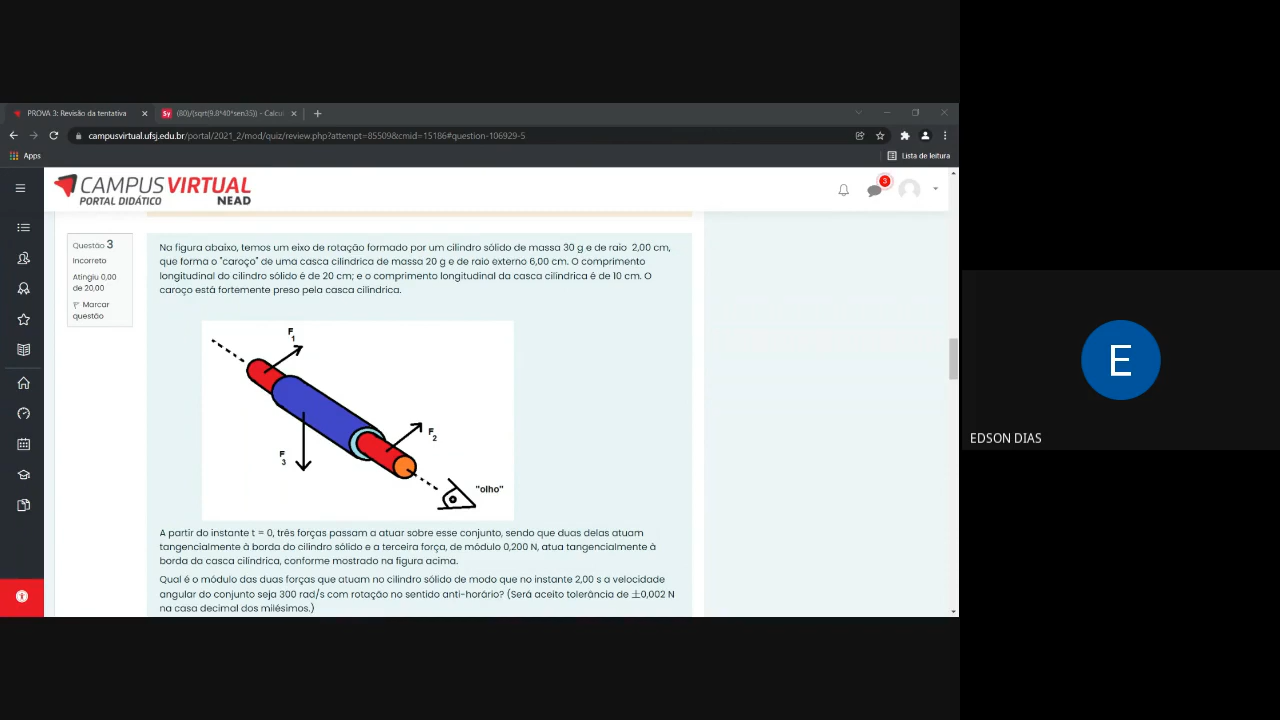 PROVA 3: Revisão da tentativa
Sy (80)/(sqrt(9.8*40*sen35)) - Calcul
campusvirtual.ufsj.edu.br/portal/2021_2/mod/quiz/review.php?attempt=85509&cmid=15186#question-106929-5
Apps
Lista de leitura
CAMPUS VIRTUAL
PORTAL DIDÁTICO NEAD
3
Questão 3
Incorreto
Atingiu 0,00
de 20,00
Marcar
questão
Na figura abaixo, temos um eixo de rotação formado por um cilindro sólido de massa 30 g e de raio 2,00 cm,
que forma o "caroço" de uma casca cilíndrica de massa 20 g e de raio externo 6,00 cm. O comprimento
longitudinal do cilindro sólido é de 20 cm; e o comprimento longitudinal da casca cilíndrica é de 10 cm. O
caroço está fortemente preso pela casca cilíndrica.
F1
F2
F3
"olho"
A partir do instante t = 0, três forças passam a atuar sobre esse conjunto, sendo que duas delas atuam
tangencialmente à borda do cilindro sólido e a terceira força, de módulo 0,200 N, atua tangencialmente à
borda da casca cilíndrica, conforme mostrado na figura acima.
Qual é o módulo das duas forças que atuam no cilindro sólido de modo que no instante 2,00 s a velocidade
angular do conjunto seja 300 rad/s com rotação no sentido anti-horário? (Será aceito tolerância de ±0,002 N
na casa decimal dos milésimos.)
E
EDSON DIAS